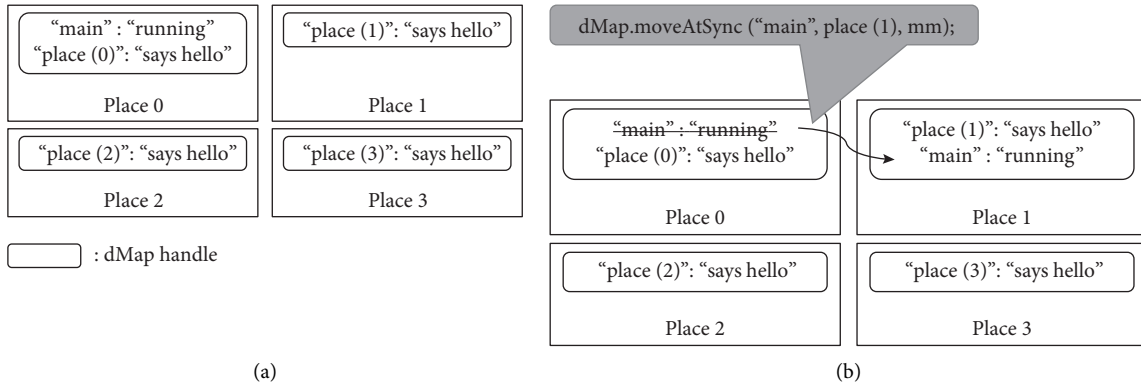 “main” : “running”
“place (0)”: “says hello”
Place 0
“place (1)”: “says hello”
Place 1
“place (2)”: “says hello”
Place 2
“place (3)”: “says hello”
Place 3
: dMap handle
(a)
dMap.moveAtSync (“main”, place (1), mm);
“main” : “running”
“place (0)”: “says hello”
Place 0
“place (1)”: “says hello”
“main” : “running”
Place 1
“place (2)”: “says hello”
Place 2
“place (3)”: “says hello”
Place 3
(b)